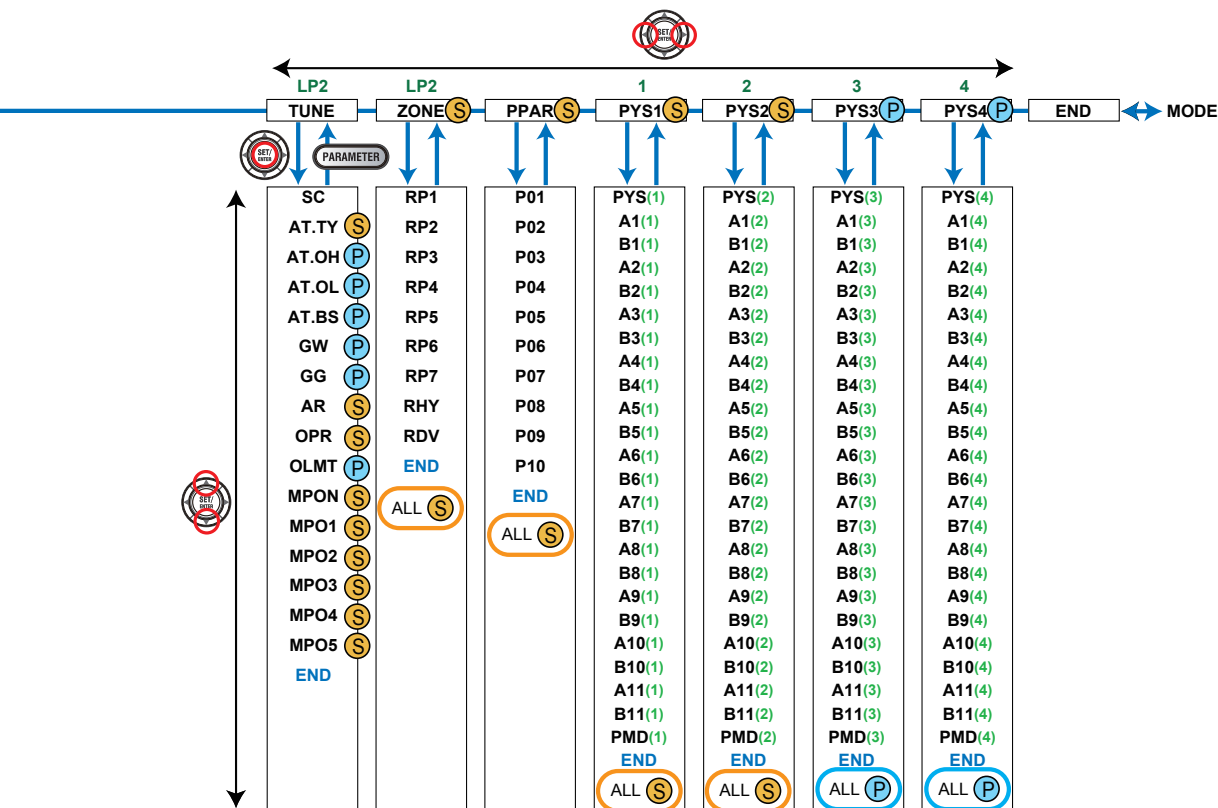 SET/
ENTER
LP2 LP2 1 2 3 4
TUNE ZONE S PPAR S PYS1 S PYS2 S PYS3 P PYS4 P END MODE
SET/
ENTER
PARAMETER
SC
AT.TY S
AT.OH P
AT.OL P
AT.BS P
GW P
GG P
AR S
OPR S
OLMT P
MPON S
MPO1 S
MPO2 S
MPO3 S
MPO4 S
MPO5 S
END
SET/
ENTER
RP1
RP2
RP3
RP4
RP5
RP6
RP7
RHY
RDV
END
ALL S
P01
P02
P03
P04
P05
P06
P07
P08
P09
P10
END
ALL S
PYS(1)
A1(1)
B1(1)
A2(1)
B2(1)
A3(1)
B3(1)
A4(1)
B4(1)
A5(1)
B5(1)
A6(1)
B6(1)
A7(1)
B7(1)
A8(1)
B8(1)
A9(1)
B9(1)
A10(1)
B10(1)
A11(1)
B11(1)
PMD(1)
END
ALL S
PYS(2)
A1(2)
B1(2)
A2(2)
B2(2)
A3(2)
B3(2)
A4(2)
B4(2)
A5(2)
B5(2)
A6(2)
B6(2)
A7(2)
B7(2)
A8(2)
B8(2)
A9(2)
B9(2)
A10(2)
B10(2)
A11(2)
B11(2)
PMD(2)
END
ALL S
PYS(3)
A1(3)
B1(3)
A2(3)
B2(3)
A3(3)
B3(3)
A4(3)
B4(3)
A5(3)
B5(3)
A6(3)
B6(3)
A7(3)
B7(3)
A8(3)
B8(3)
A9(3)
B9(3)
A10(3)
B10(3)
A11(3)
B11(3)
PMD(3)
END
ALL P
PYS(4)
A1(4)
B1(4)
A2(4)
B2(4)
A3(4)
B3(4)
A4(4)
B4(4)
A5(4)
B5(4)
A6(4)
B6(4)
A7(4)
B7(4)
A8(4)
B8(4)
A9(4)
B9(4)
A10(4)
B10(4)
A11(4)
B11(4)
PMD(4)
END
ALL P